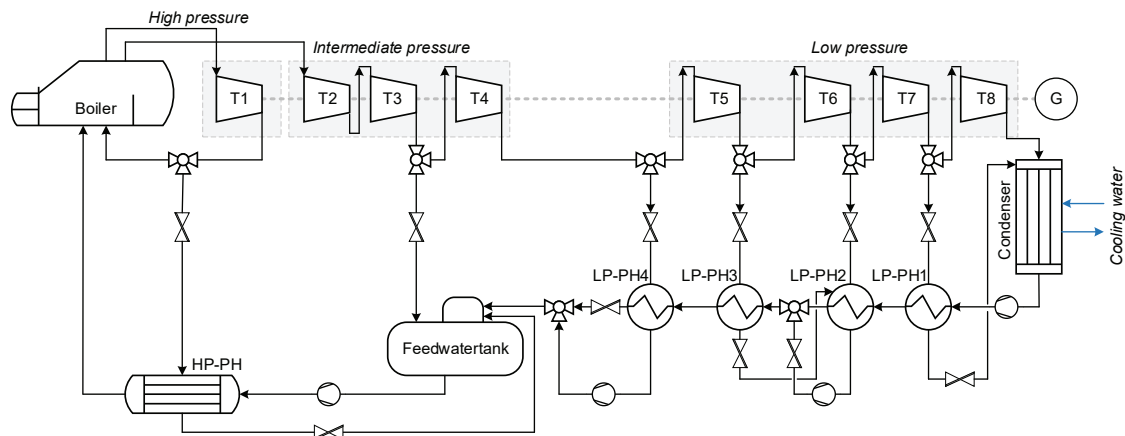 High pressure
Intermediate pressure
Low pressure
Boiler
T1
T2
T3
T4
T5
T6
T7
T8
G
Condenser
Cooling water
LP-PH4
LP-PH3
LP-PH2
LP-PH1
Feedwatertank
HP-PH